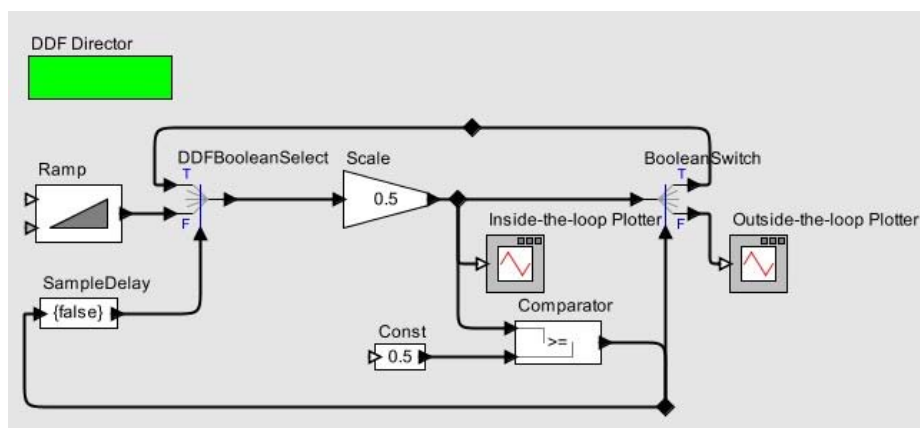 DDF Director
DDFBooleanSelect
Scale
BooleanSwitch
Ramp
T
F
0.5
T
F
Inside-the-loop Plotter
Outside-the-loop Plotter
SampleDelay
{false}
Comparator
Const
0.5
>=